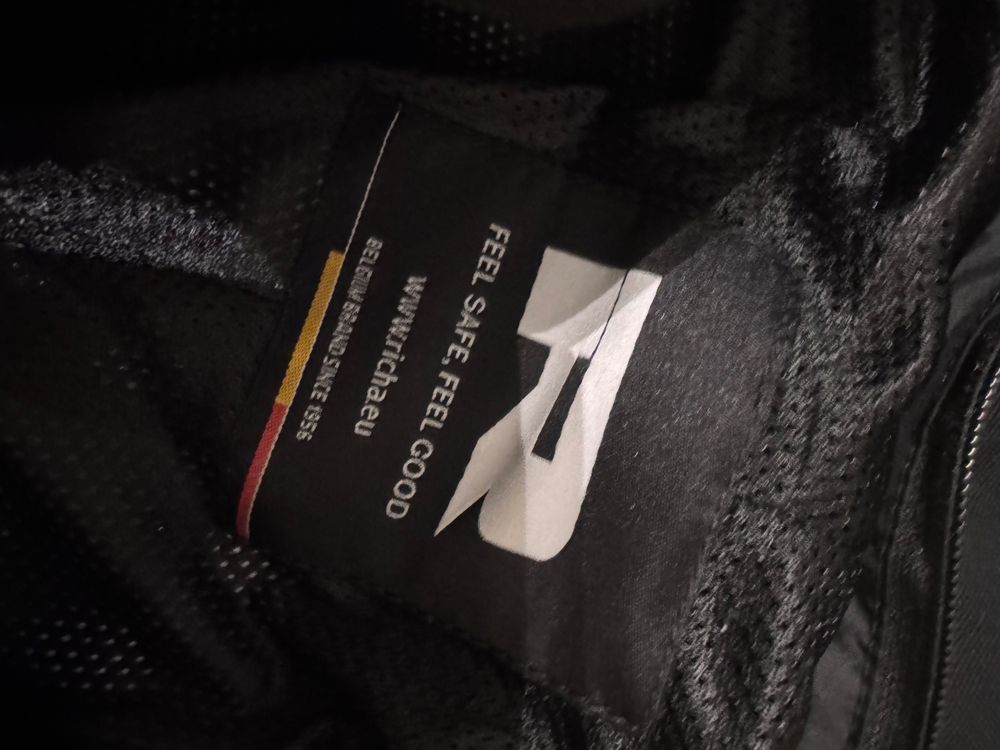 FEEL SAFE, FEEL GOOD
www.richa.eu
BELGIUM BRAND SINCE 1956